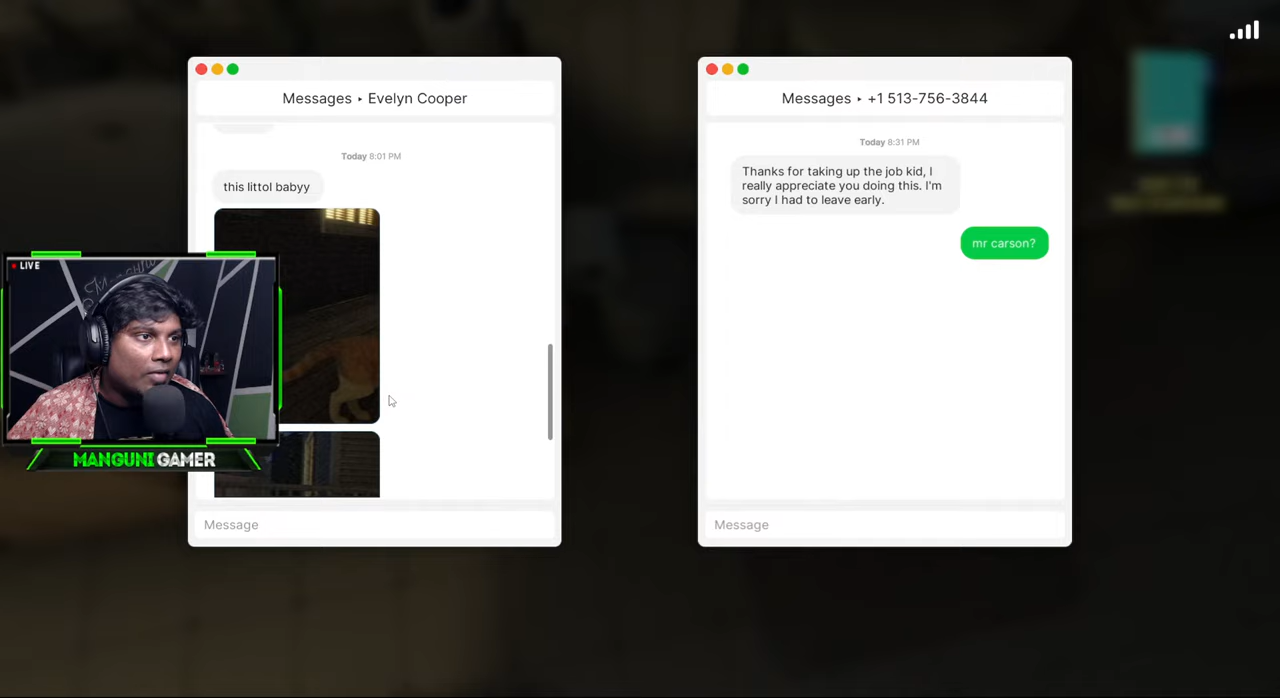 Messages ▸ Evelyn Cooper
Today 8:01 PM
this littol babyy
Message
Messages ▸ +1 513-756-3844
Today 8:31 PM
Thanks for taking up the job kid, I
really appreciate you doing this. I'm
sorry I had to leave early.
mr carson?
Message
LIVE
MANGUNI GAMER